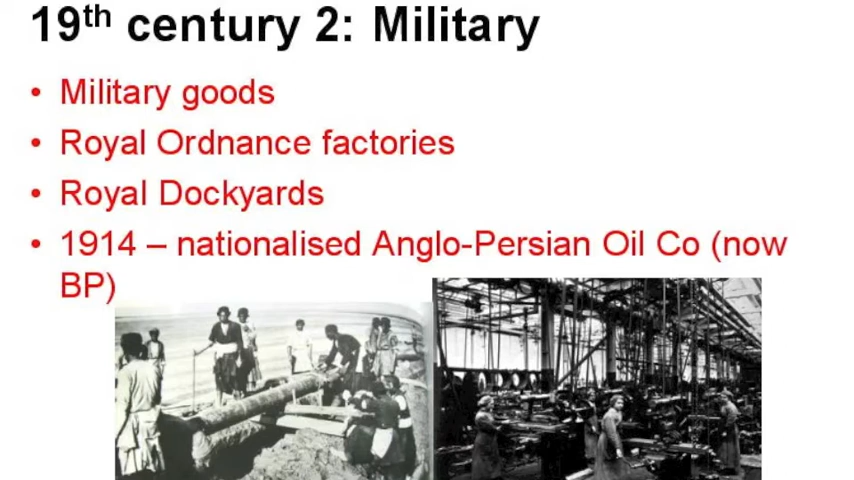 19th century 2: Military
• Military goods
• Royal Ordnance factories
• Royal Dockyards
• 1914 – nationalised Anglo-Persian Oil Co (now
BP)